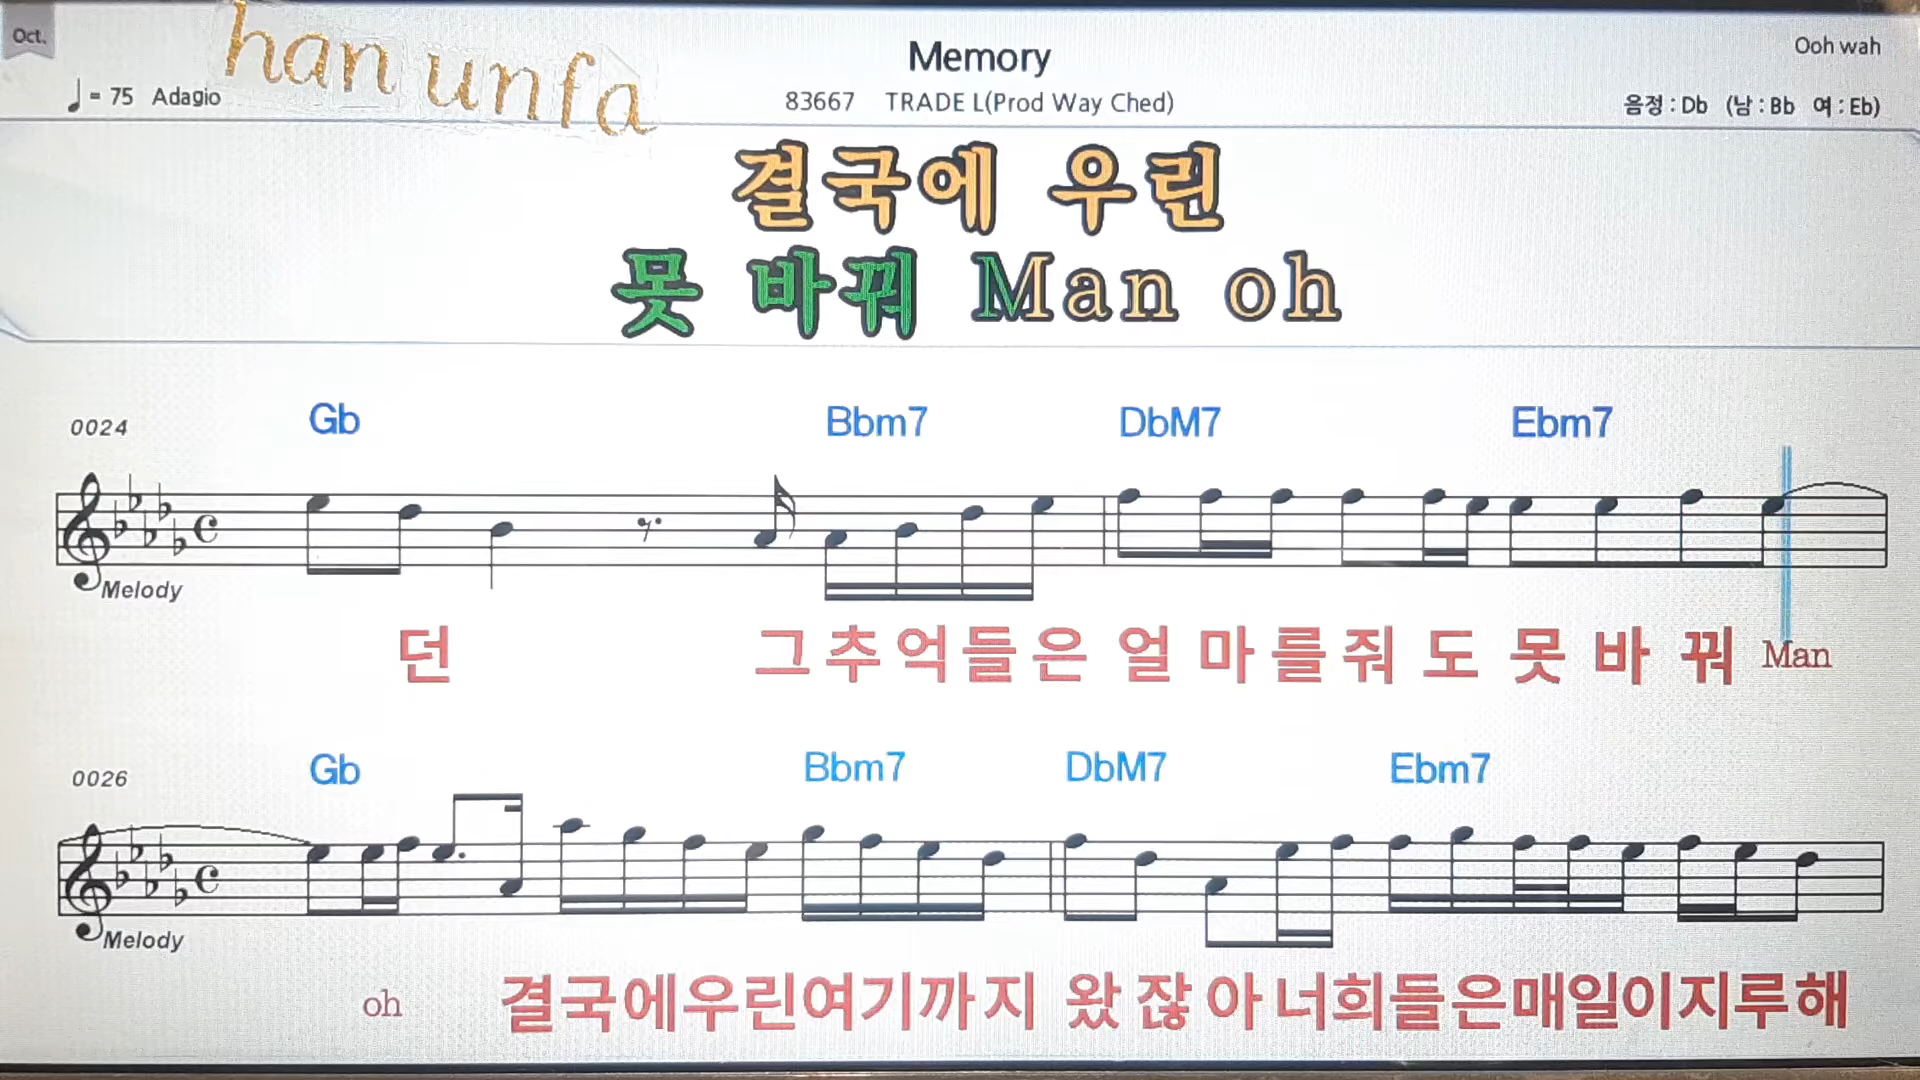 Oct.
han unfa
Memory
Ooh wah
= 75 Adagio
83667 TRADE L(Prod Way Ched)
음정 : Db (남 : Bb 여 : Eb)
결국에 우린
못 바꿔 Man oh
0024 Gb Bbm7 DbM7 Ebm7
Melody
던 그추억들은 얼마를줘도 못바꿔 Man
0026 Gb Bbm7 DbM7 Ebm7
Melody
oh 결국에우린여기까지 왔잖아너희들은매일이지루해